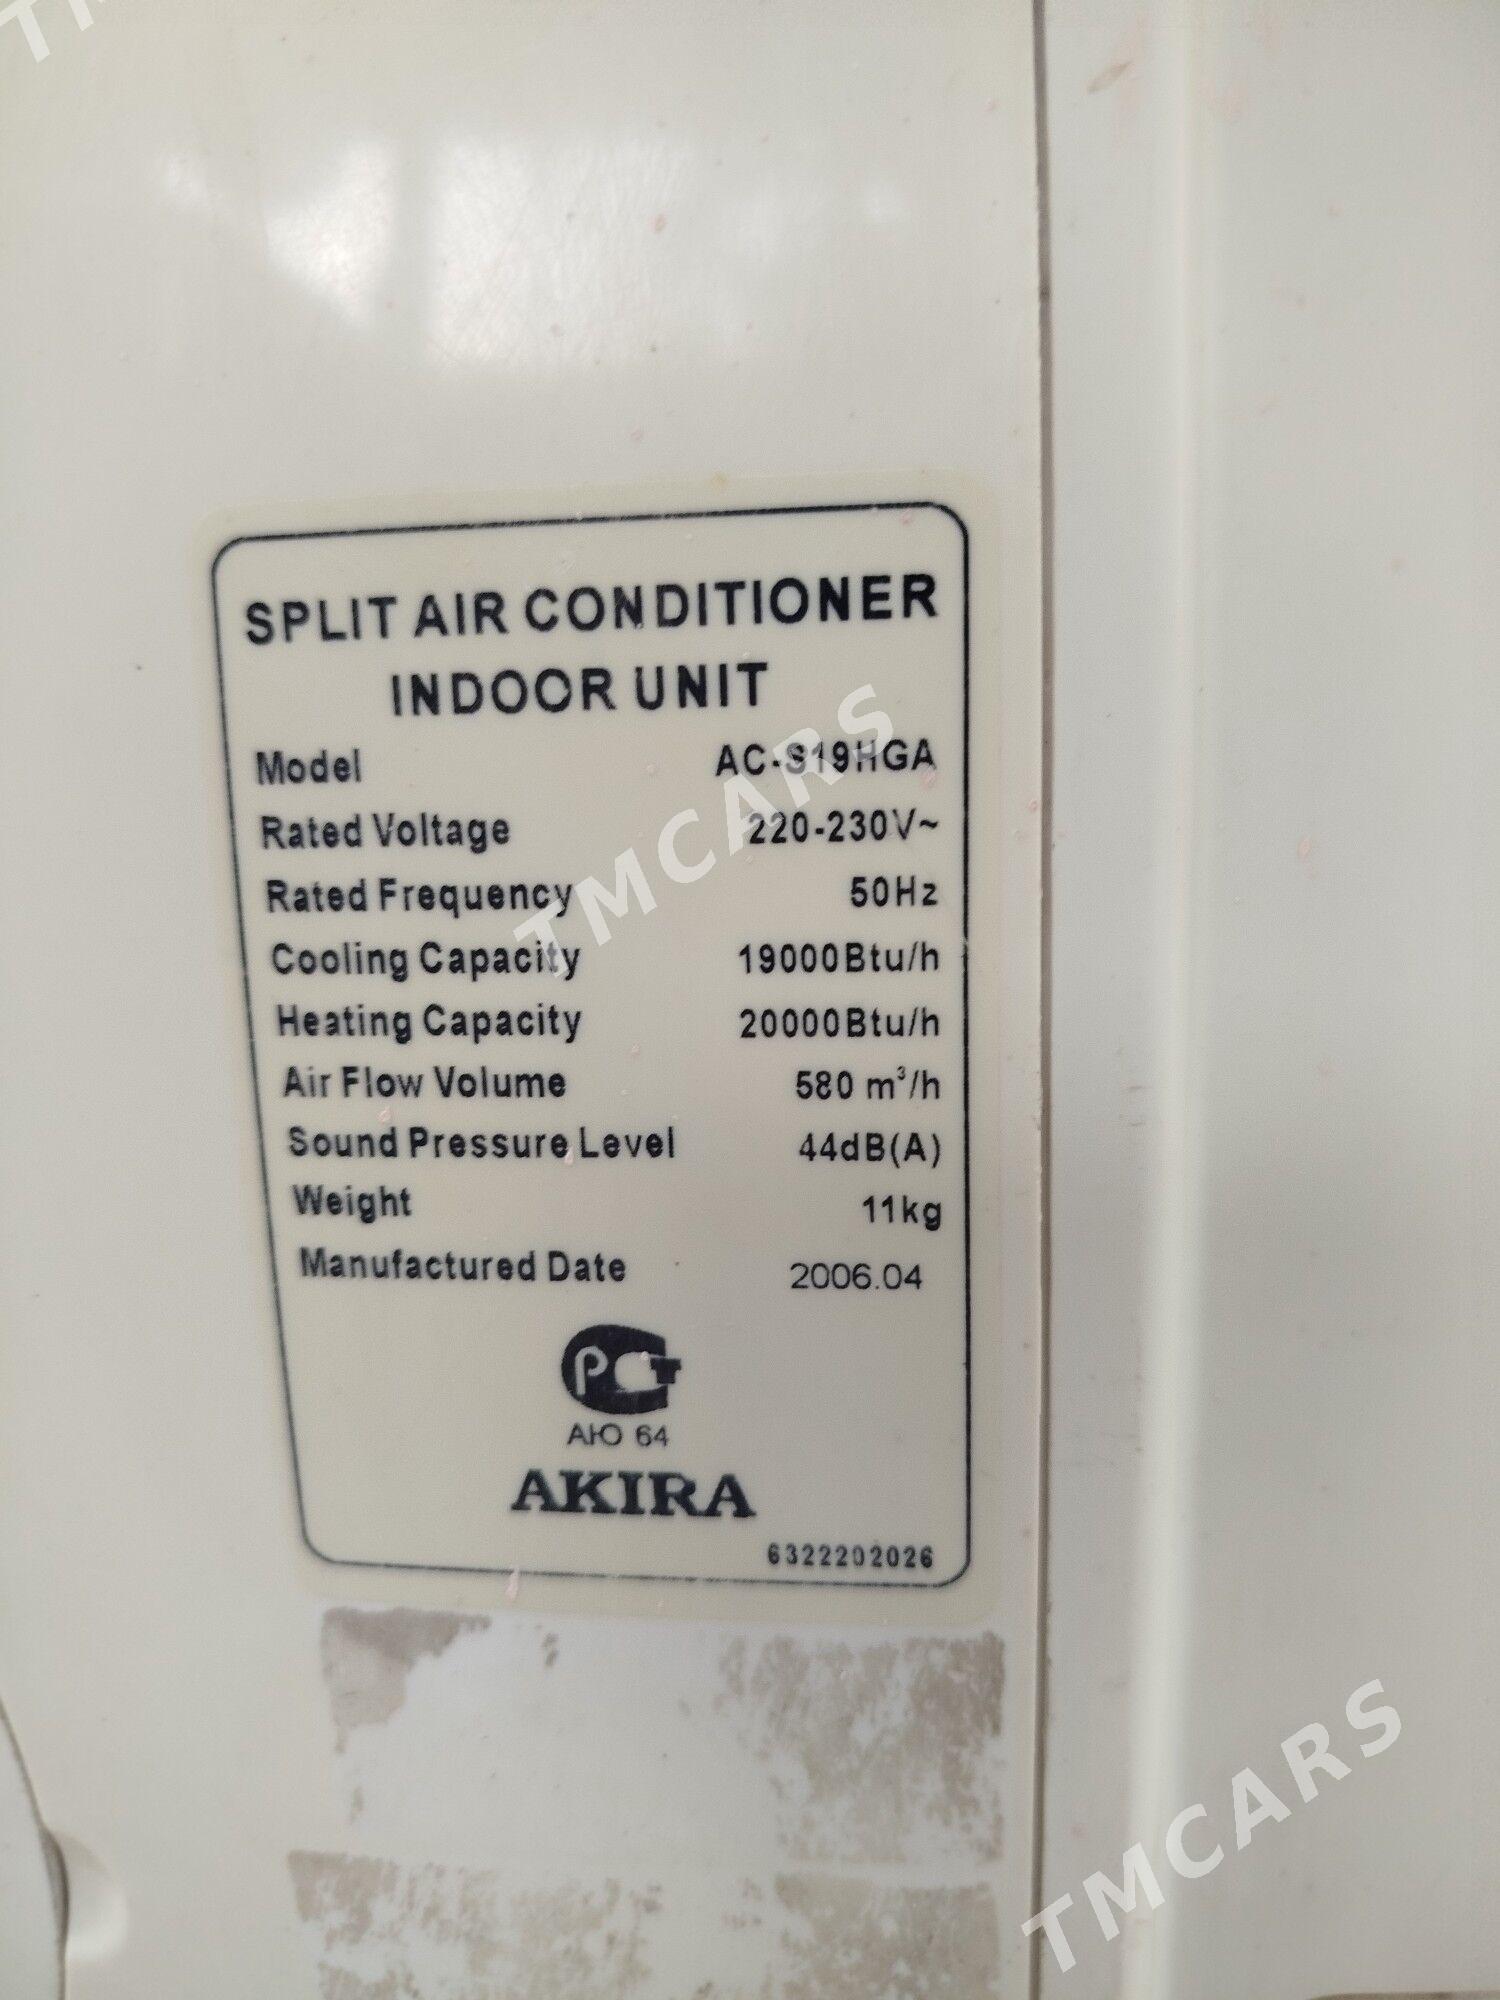 SPLIT AIR CONDITIONER
INDOOR UNIT
Model AC-S19HGA
Rated Voltage 220-230V~
Rated Frequency 50Hz
Cooling Capacity 19000Btu/h
Heating Capacity 20000Btu/h
Air Flow Volume 580 m³/h
Sound Pressure Level 44dB(A)
Weight 11kg
Manufactured Date 2006.04
РСТ
АЮ 64
AKIRA
6322202026
TMCARS
TMCARS